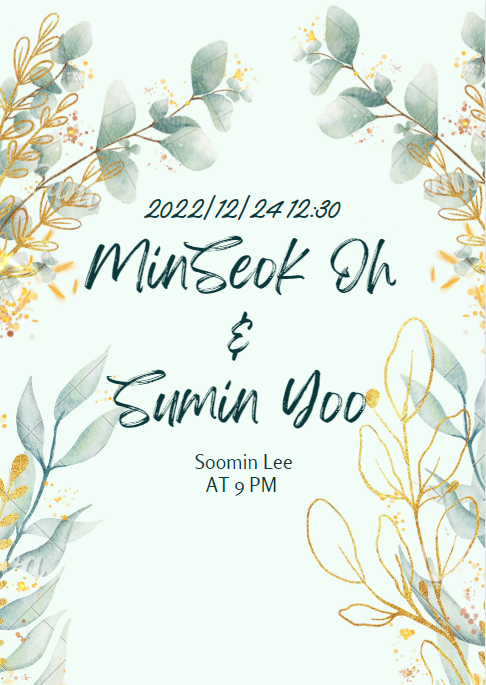 2022/12/24 12:30
MinSeok Oh
&
Sumin Yoo
Soomin Lee
AT 9 PM